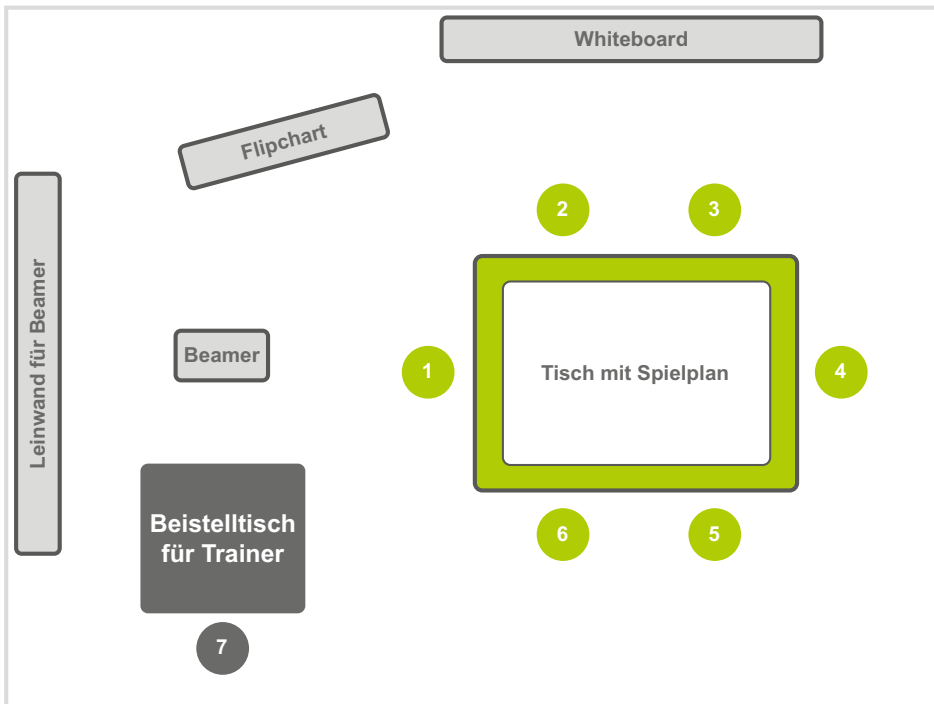 Whiteboard
Flipchart
2
3
Leinwand für Beamer
Beamer
1
Tisch mit Spielplan
4
Beistelltisch
für Trainer
6
5
7